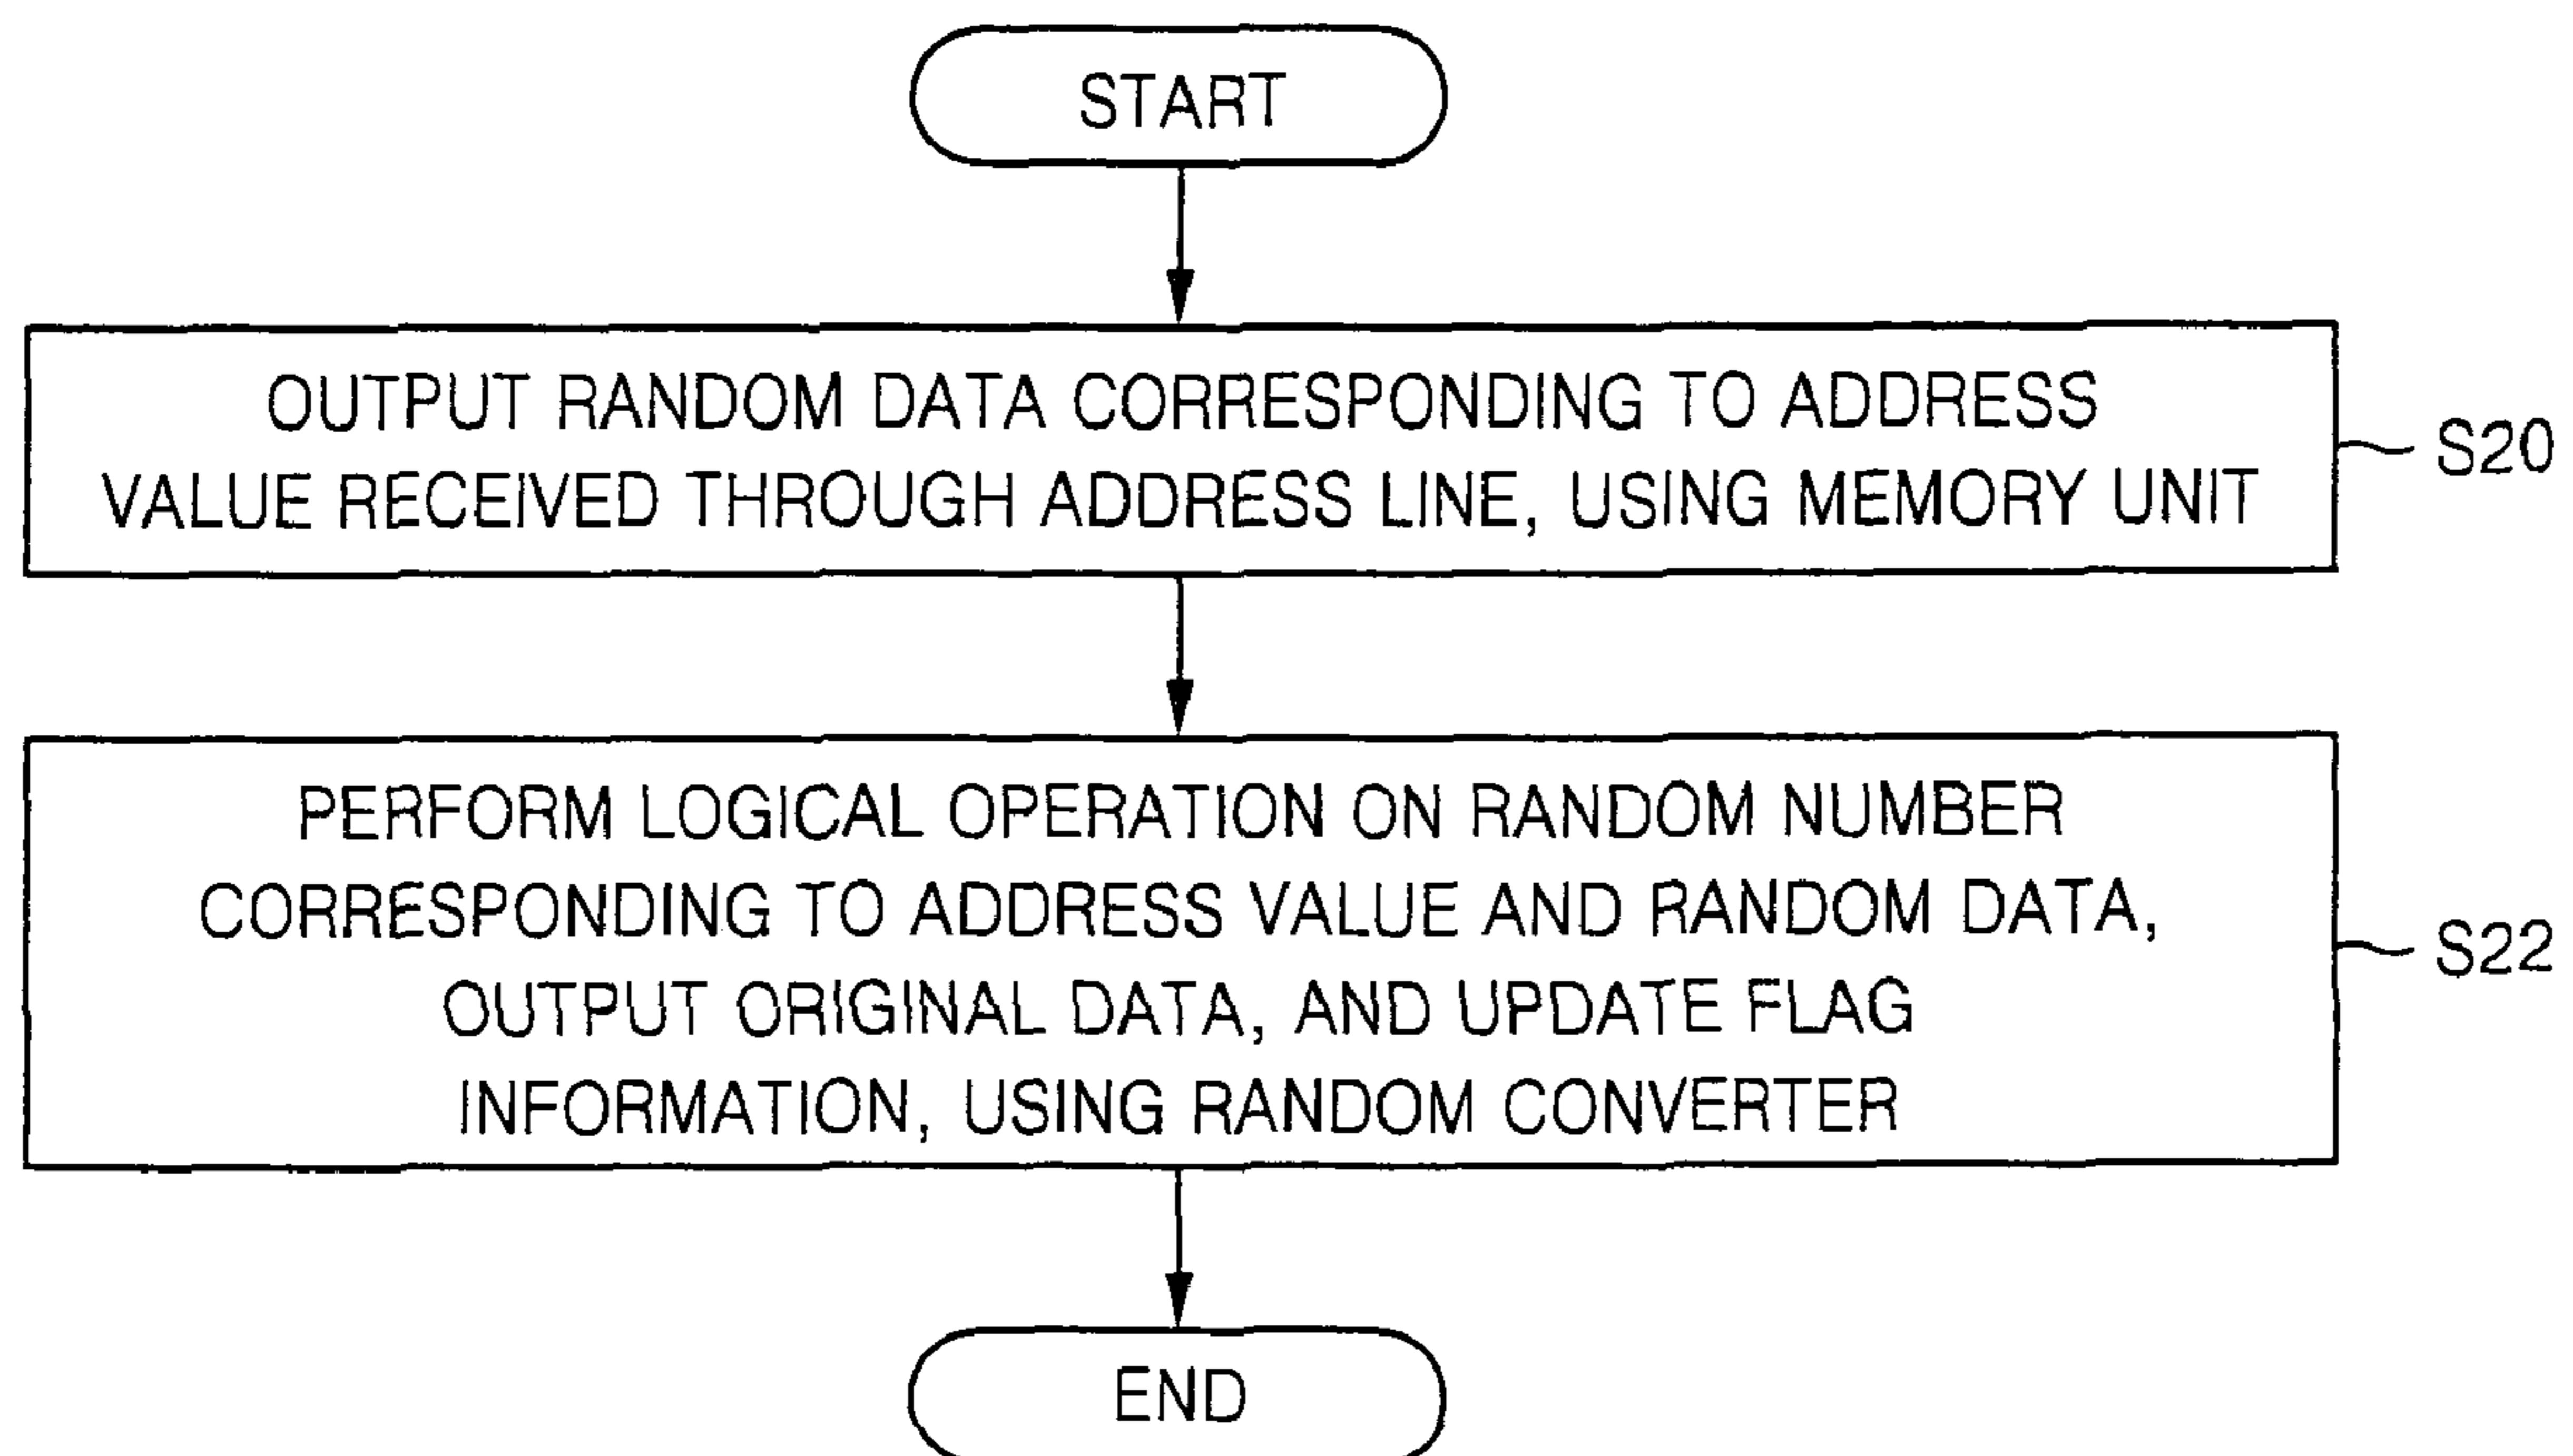 START
OUTPUT RANDOM DATA CORRESPONDING TO ADDRESS
VALUE RECEIVED THROUGH ADDRESS LINE, USING MEMORY UNIT
S20
PERFORM LOGICAL OPERATION ON RANDOM NUMBER
CORRESPONDING TO ADDRESS VALUE AND RANDOM DATA,
OUTPUT ORIGINAL DATA, AND UPDATE FLAG
INFORMATION, USING RANDOM CONVERTER
S22
END